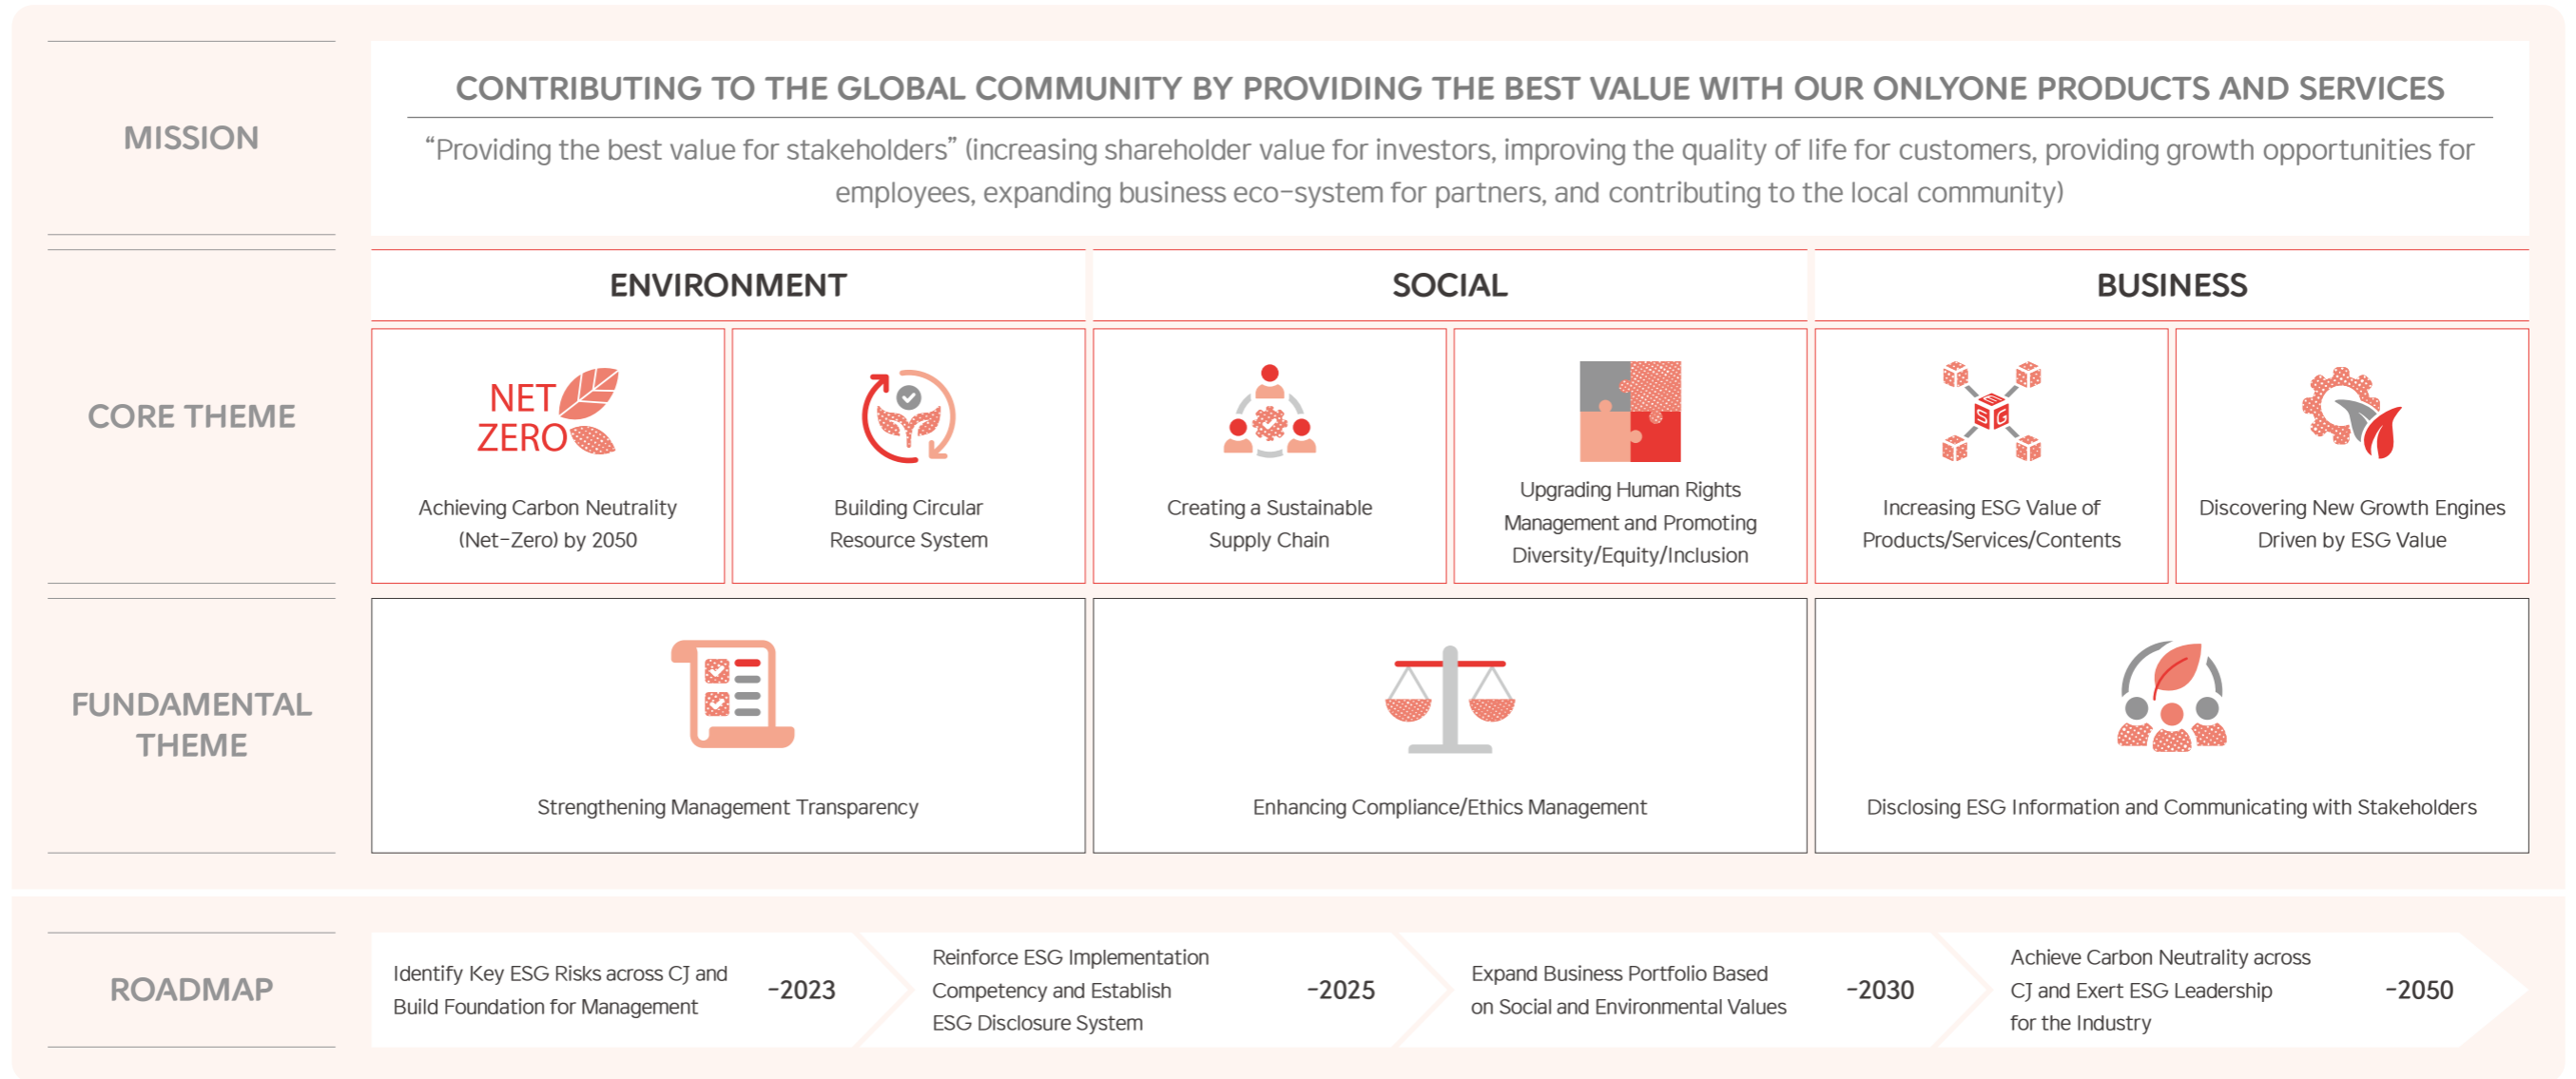 MISSION
CONTRIBUTING TO THE GLOBAL COMMUNITY BY PROVIDING THE BEST VALUE WITH OUR ONLYONE PRODUCTS AND SERVICES
“Providing the best value for stakeholders” (increasing shareholder value for investors, improving the quality of life for customers, providing growth opportunities for
employees, expanding business eco-system for partners, and contributing to the local community)
CORE THEME
ENVIRONMENT
SOCIAL
BUSINESS
NET
ZERO
Achieving Carbon Neutrality
(Net-Zero) by 2050
Building Circular
Resource System
Creating a Sustainable
Supply Chain
Upgrading Human Rights
Management and Promoting
Diversity/Equity/Inclusion
ESG
Increasing ESG Value of
Products/Services/Contents
Discovering New Growth Engines
Driven by ESG Value
FUNDAMENTAL
THEME
Strengthening Management Transparency
Enhancing Compliance/Ethics Management
Disclosing ESG Information and Communicating with Stakeholders
ROADMAP
Identify Key ESG Risks across CJ and
Build Foundation for Management
-2023
Reinforce ESG Implementation
Competency and Establish
ESG Disclosure System
-2025
Expand Business Portfolio Based
on Social and Environmental Values
-2030
Achieve Carbon Neutrality across
CJ and Exert ESG Leadership
for the Industry
-2050